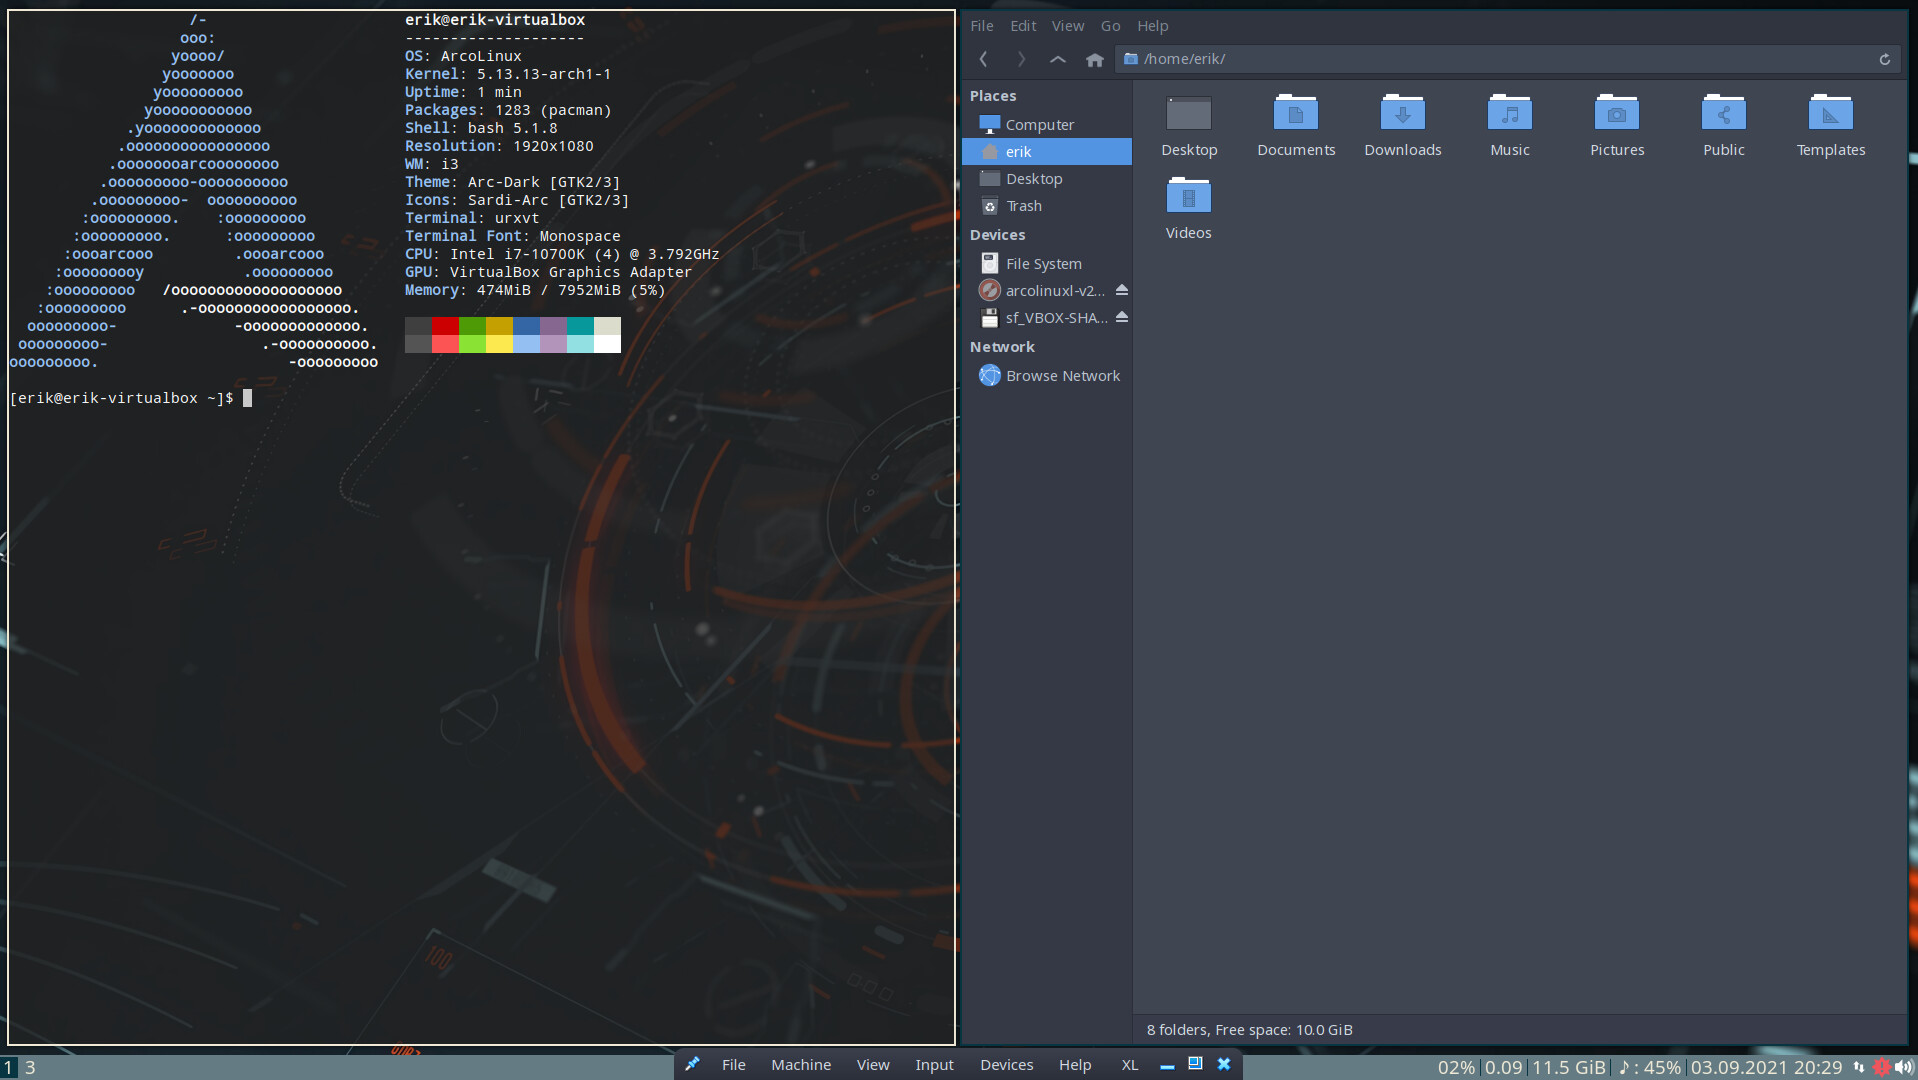 /-
ooo:
yoooo/
yooooooo
yooooooooo
yooooooooooo
.yooooooooooooo
.oooooooooooooooo
.oooooooarcoooooooo
.ooooooooo-oooooooooo
.ooooooooo-  oooooooooo
:ooooooooo.    :ooooooooo
:ooooooooo.      :ooooooooo
:oooarcooo         .oooarcooo
:ooooooooy           .ooooooooo
:ooooooooo   /ooooooooooooooooooo
:ooooooooo      .-ooooooooooooooooo.
ooooooooo-             -ooooooooooooo.
ooooooooo-                 .-oooooooooo.
ooooooooo.                     -ooooooooo
erik@erik-virtualbox
--------------------
OS: ArcoLinux
Kernel: 5.13.13-arch1-1
Uptime: 1 min
Packages: 1283 (pacman)
Shell: bash 5.1.8
Resolution: 1920x1080
WM: i3
Theme: Arc-Dark [GTK2/3]
Icons: Sardi-Arc [GTK2/3]
Terminal: urxvt
Terminal Font: Monospace
CPU: Intel i7-10700K (4) @ 3.792GHz
GPU: VirtualBox Graphics Adapter
Memory: 474MiB / 7952MiB (5%)
[erik@erik-virtualbox ~]$
100
File Edit View Go Help
/home/erik/
Places
Computer
erik
Desktop
Trash
Devices
File System
arcolinuxl-v2...
sf_VBOX-SHA...
Network
Browse Network
Desktop Documents Downloads Music Pictures Public Templates
Videos
8 folders, Free space: 10.0 GiB
1 3
File Machine View Input Devices Help XL
02% | 0.09 | 11.5 GiB | ♪: 45% | 03.09.2021 20:29